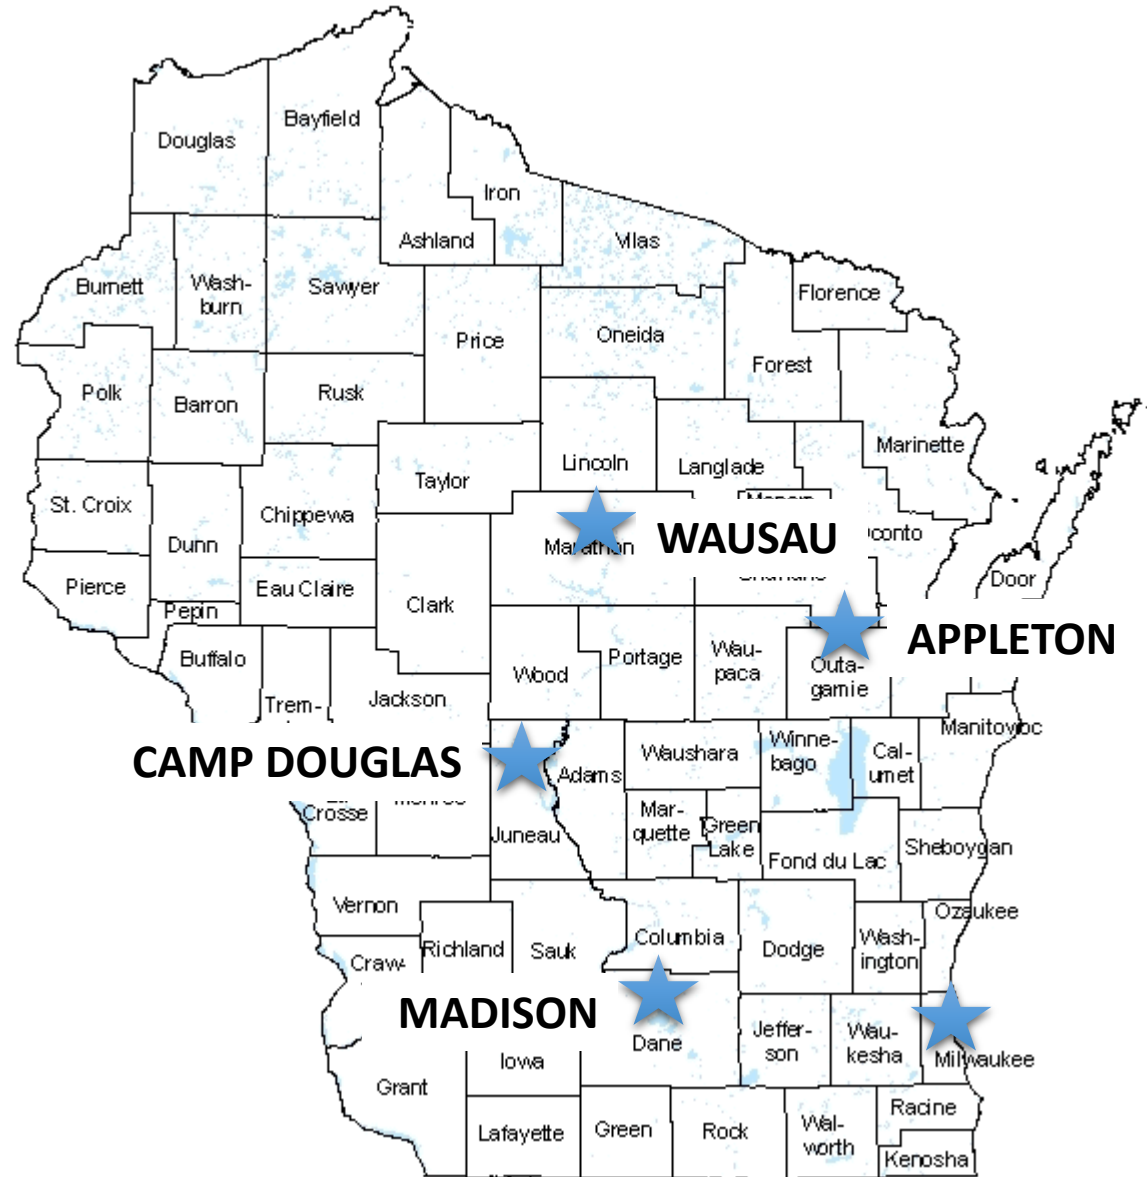 Bayfield
Douglas
Iron
Ashland
Vilas
Burnett
Wash-
burn
Sawyer
Florence
Price
Oneida
Forest
Polk
Barron
Rusk
Marinette
Lincoln
Langlade
Taylor
St. Croix
Chippewa
Dunn
Marathon
WAUSAU
conto
Door
Pierce
Eau Claire
Pepin
Clark
APPLETON
Buffalo
Wood
Portage
Wau-
paca
Outa-
gamie
Trem-
Jackson
Manitowoc
CAMP DOUGLAS
Adams
Waushara
Winne-
bago
Cal-
umet
Crosse
Monroe
Juneau
Mar-
quette
Green
Lake
Fond du Lac
Sheboygan
Vernon
Richland
Sauk
Columbia
Dodge
Wash-
ington
Ozaukee
Craw-
MADISON
Dane
Jeffer-
son
Wau-
kesha
Milwaukee
Iowa
Grant
Lafayette
Green
Rock
Wal-
worth
Racine
Kenosha